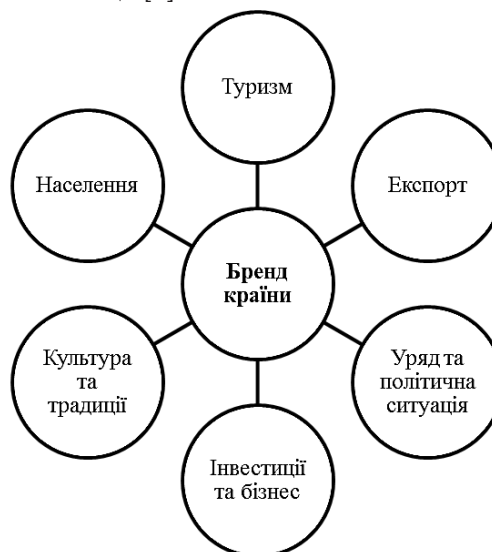 Туризм
Населення
Експорт
Бренд
країни
Культура
та
традиції
Уряд та
політична
ситуація
Інвестиції
та бізнес